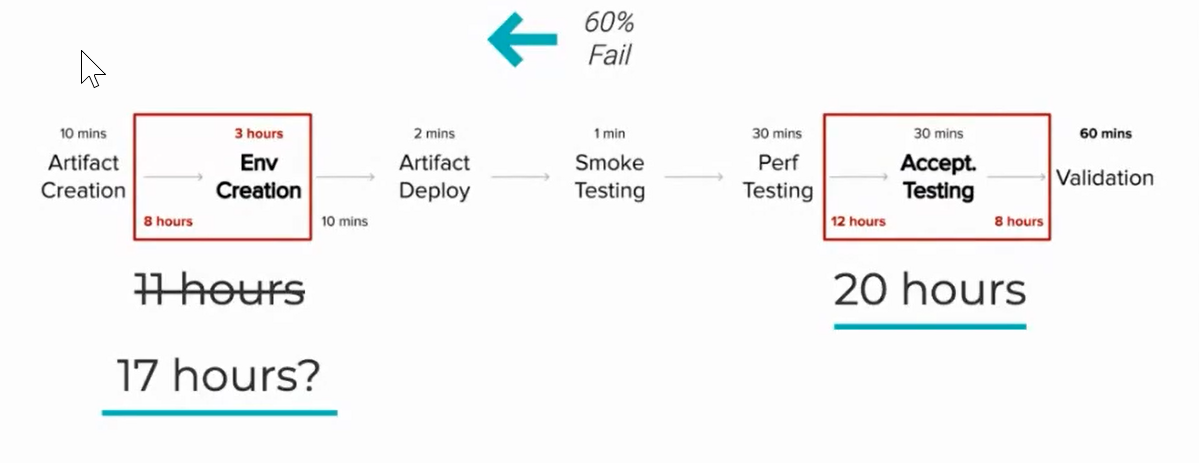 60%
Fail
10 mins
Artifact
Creation
8 hours
3 hours
Env
Creation
10 mins
2 mins
Artifact
Deploy
1 min
Smoke
Testing
30 mins
Perf
Testing
12 hours
30 mins
Accept.
Testing
8 hours
60 mins
Validation
11 hours
17 hours?
20 hours